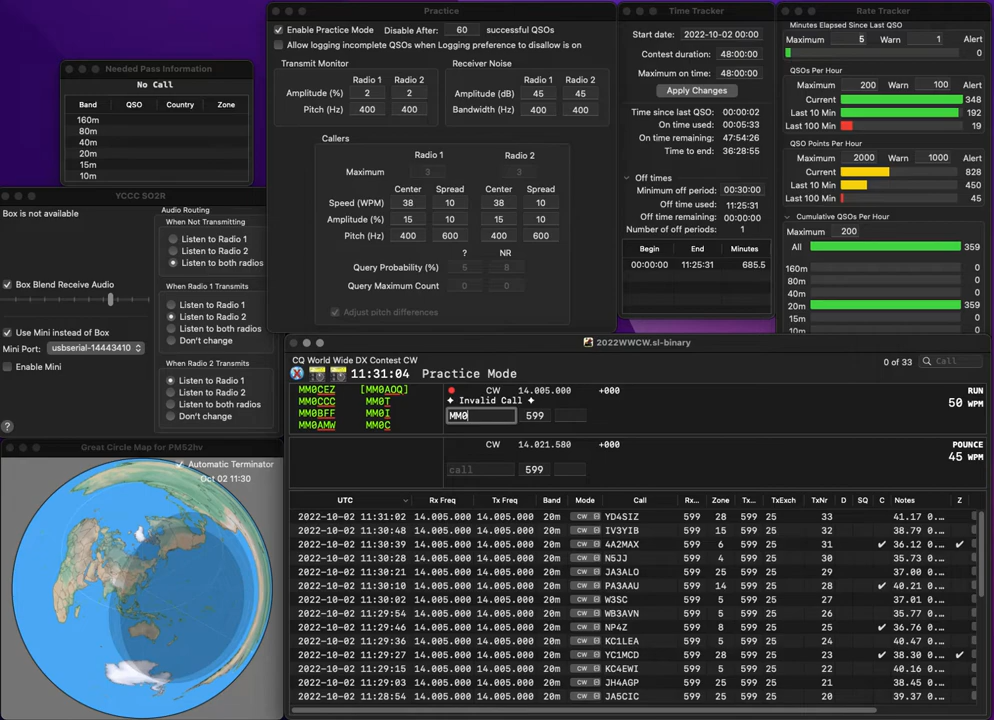 Needed Pass Information
No Call
Band QSO Country Zone
160m
80m
40m
20m
15m
10m
YCCC SO2R
Box is not available
Box Blend Receive Audio
Use Mini instead of Box
Mini Port: usbserial-14443410
Enable Mini
?
Audio Routing
When Not Transmitting
Listen to Radio 1
Listen to Radio 2
Listen to both radios
When Radio 1 Transmits
Listen to Radio 1
Listen to Radio 2
Listen to both radios
Don't change
When Radio 2 Transmits
Listen to Radio 1
Listen to Radio 2
Listen to both radios
Don't change
Great Circle Map for PM52hv
Automatic Terminator
Oct 02 11:30
Practice
Enable Practice Mode Disable After: 60 successful QSOs
Allow logging incomplete QSOs when Logging preference to disallow is on
Transmit Monitor
Radio 1 Radio 2
Amplitude (%) 2 2
Pitch (Hz) 400 400
Receiver Noise
Radio 1 Radio 2
Amplitude (dB) 45 45
Bandwidth (Hz) 400 400
Callers
Radio 1 Radio 2
Maximum 3 3
Center Spread Center Spread
Speed (WPM) 38 10 38 10
Amplitude (%) 15 10 15 10
Pitch (Hz) 400 600 400 600
? NR
Query Probability (%) 5 8
Query Maximum Count 0 0
Adjust pitch differences
Time Tracker
Start date: 2022-10-02 00:00
Contest duration: 48:00:00
Maximum on time: 48:00:00
Apply Changes
Time since last QSO: 00:00:02
On time used: 00:05:33
On time remaining: 47:54:26
Time to end: 36:28:55
Off times
Minimum off period: 00:30:00
Off time used: 11:25:31
Off time remaining: 00:00:00
Number of off periods: 1
Begin End Minutes
00:00:00 11:25:31 685.5
Rate Tracker
Minutes Elapsed Since Last QSO
Maximum 5 Warn 1 Alert
0
QSOs Per Hour
Maximum 200 Warn 100 Alert
Current 348
Last 10 Min 192
Last 100 Min 19
QSO Points Per Hour
Maximum 2000 Warn 1000 Alert
Current 828
Last 10 Min 450
Last 100 Min 45
Cumulative QSOs Per Hour
Maximum 200
All 359
160m 0
80m 0
40m 0
20m 359
15m 0
10m 0
2022WWCW.sl-binary
CQ World Wide DX Contest CW
0 of 33 Call
11:31:04 Practice Mode
MM0CEZ [MM0AOQ]
MM0CCC MM0T
MM0BFF MM0I
MM0AMW MM0C
CW 14.005.000 +000
✦ Invalid Call ✦
MM0 599
RUN
50 WPM
CW 14.021.580 +000
call 599
POUNCE
45 WPM
UTC Rx Freq Tx Freq Band Mode Call Rx... Zone Tx... TxExch TxNr D SQ C Notes Z
2022-10-02 11:31:02 14.005.000 14.005.000 20m CW YD4SIZ 599 28 599 25 33 41.17 0...
2022-10-02 11:30:48 14.005.000 14.005.000 20m CW IV3YIB 599 15 599 25 32 38.79 0...
2022-10-02 11:30:39 14.005.000 14.005.000 20m CW 4A2MAX 599 6 599 25 31 ✓ 36.12 0... ✓
2022-10-02 11:30:28 14.005.000 14.005.000 20m CW N5JJ 599 4 599 25 30 35.73 0...
2022-10-02 11:30:21 14.005.000 14.005.000 20m CW JA3ALO 599 25 599 25 29 37.00 0...
2022-10-02 11:30:10 14.005.000 14.005.000 20m CW PA3AAU 599 14 599 25 28 ✓ 40.21 0...
2022-10-02 11:30:02 14.005.000 14.005.000 20m CW W3SC 599 5 599 25 27 37.01 0...
2022-10-02 11:29:54 14.005.000 14.005.000 20m CW WB3AVN 599 5 599 25 26 35.77 0...
2022-10-02 11:29:46 14.005.000 14.005.000 20m CW NP4Z 599 8 599 25 25 ✓ 36.76 0...
2022-10-02 11:29:36 14.005.000 14.005.000 20m CW KC1LEA 599 5 599 25 24 40.47 0...
2022-10-02 11:29:27 14.005.000 14.005.000 20m CW YC1MCD 599 28 599 25 23 ✓ 38.30 0... ✓
2022-10-02 11:29:15 14.005.000 14.005.000 20m CW KC4EWI 599 5 599 25 22 40.16 0...
2022-10-02 11:29:03 14.005.000 14.005.000 20m CW JH4AGP 599 25 599 25 21 38.45 0...
2022-10-02 11:28:54 14.005.000 14.005.000 20m CW JA5CIC 599 25 599 25 20 39.37 0...